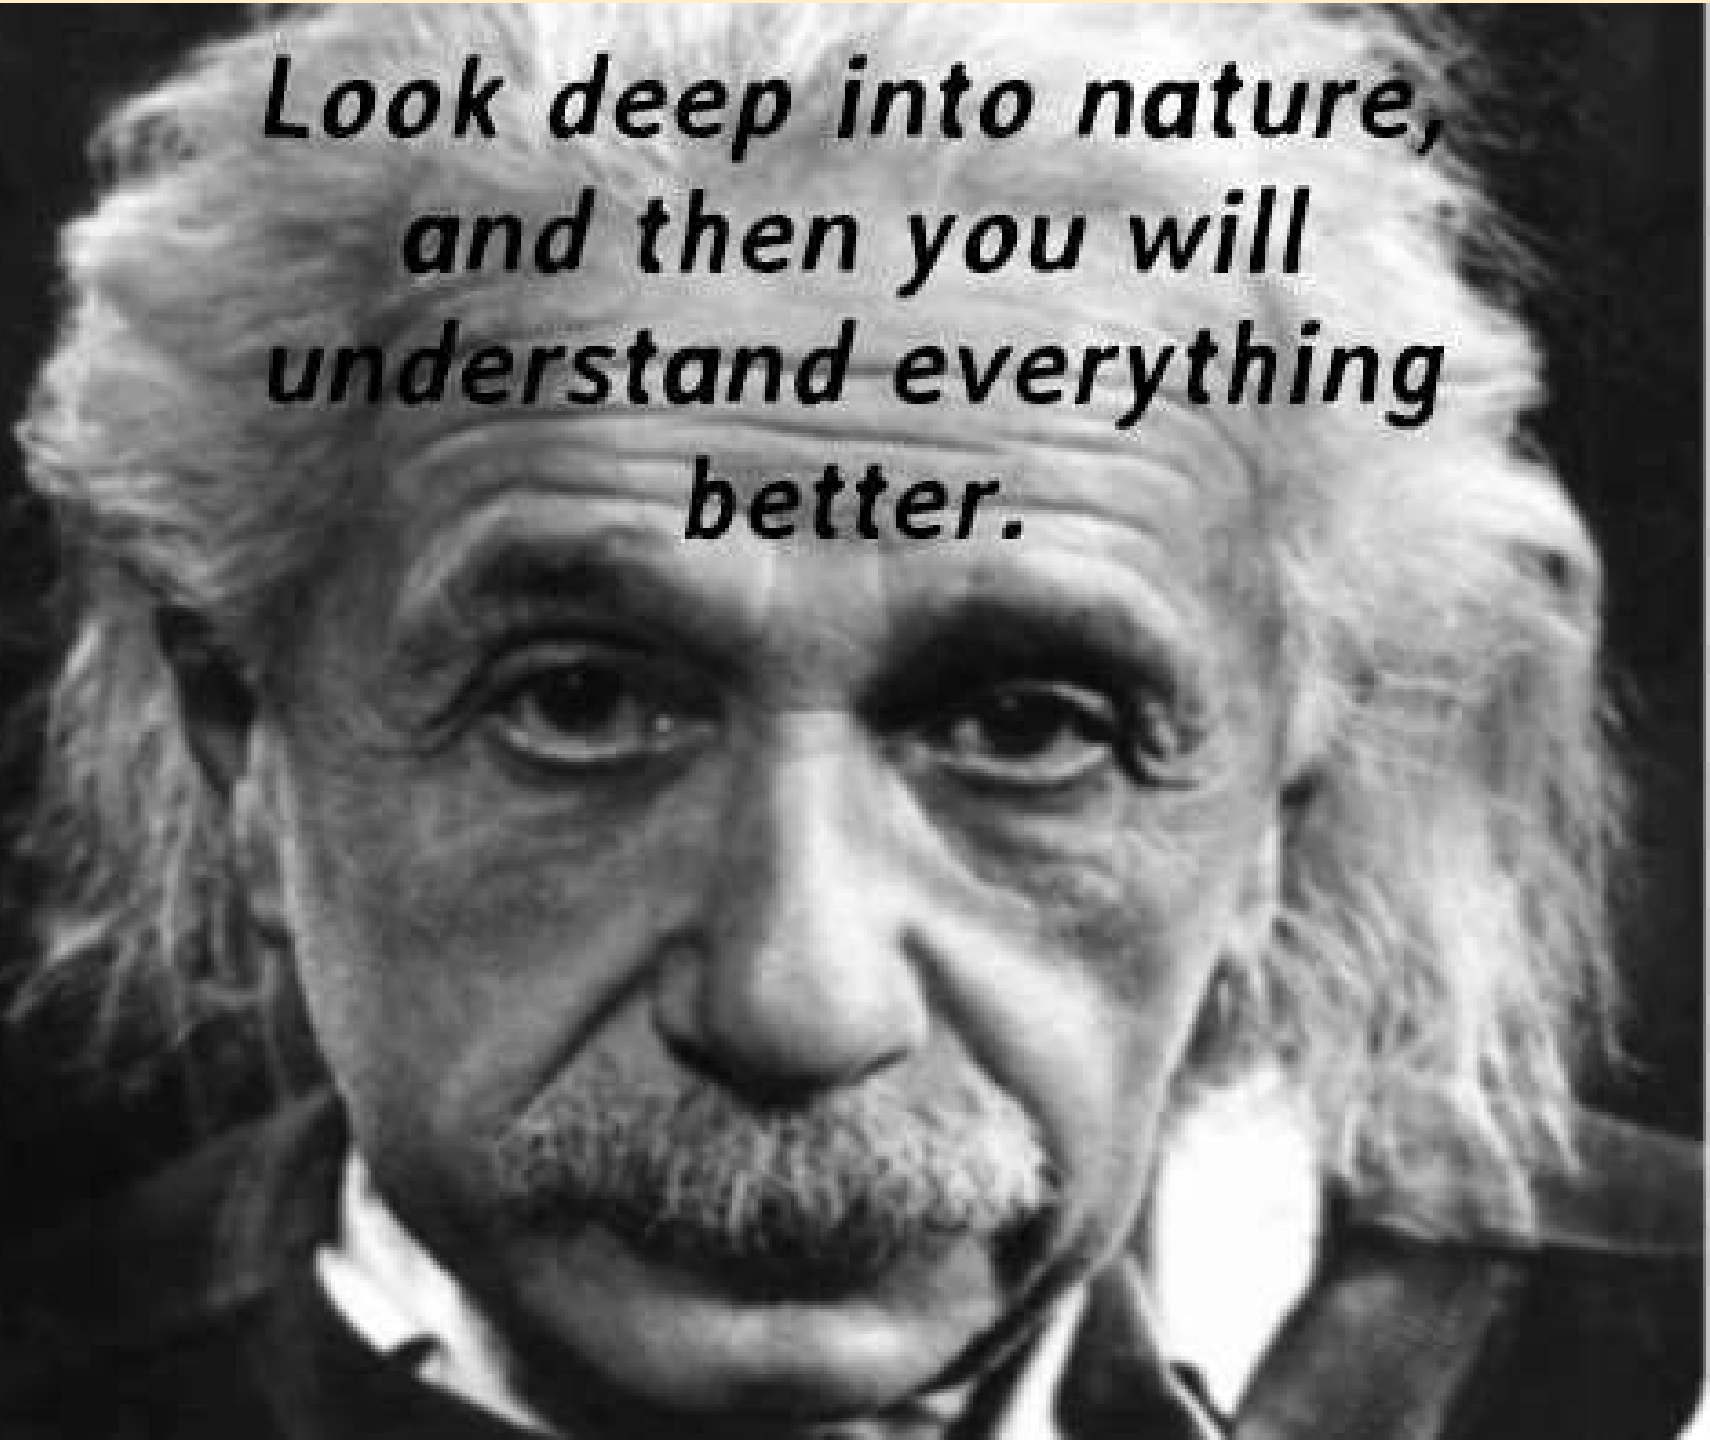 Look deep into nature,
and then you will
understand everything
better.